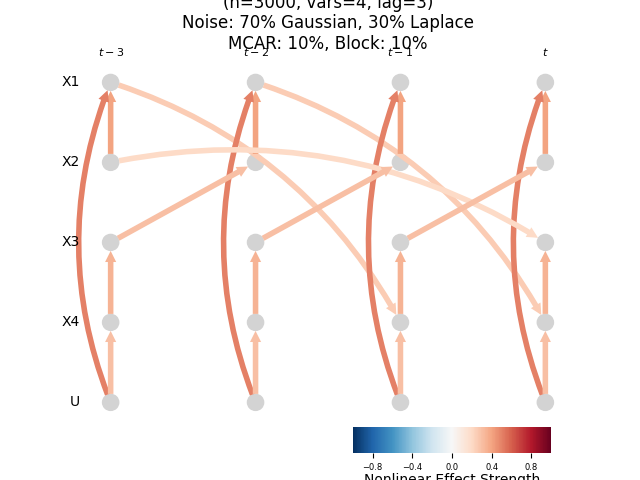 (n=3000, vars=4, lag=3)
Noise: 70% Gaussian, 30% Laplace
MCAR: 10%, Block: 10%
t − 3 t − 2 t − 1 t
X1
X2
X3
X4
U
−0.8 −0.4 0.0 0.4 0.8
Nonlinear Effect Strength